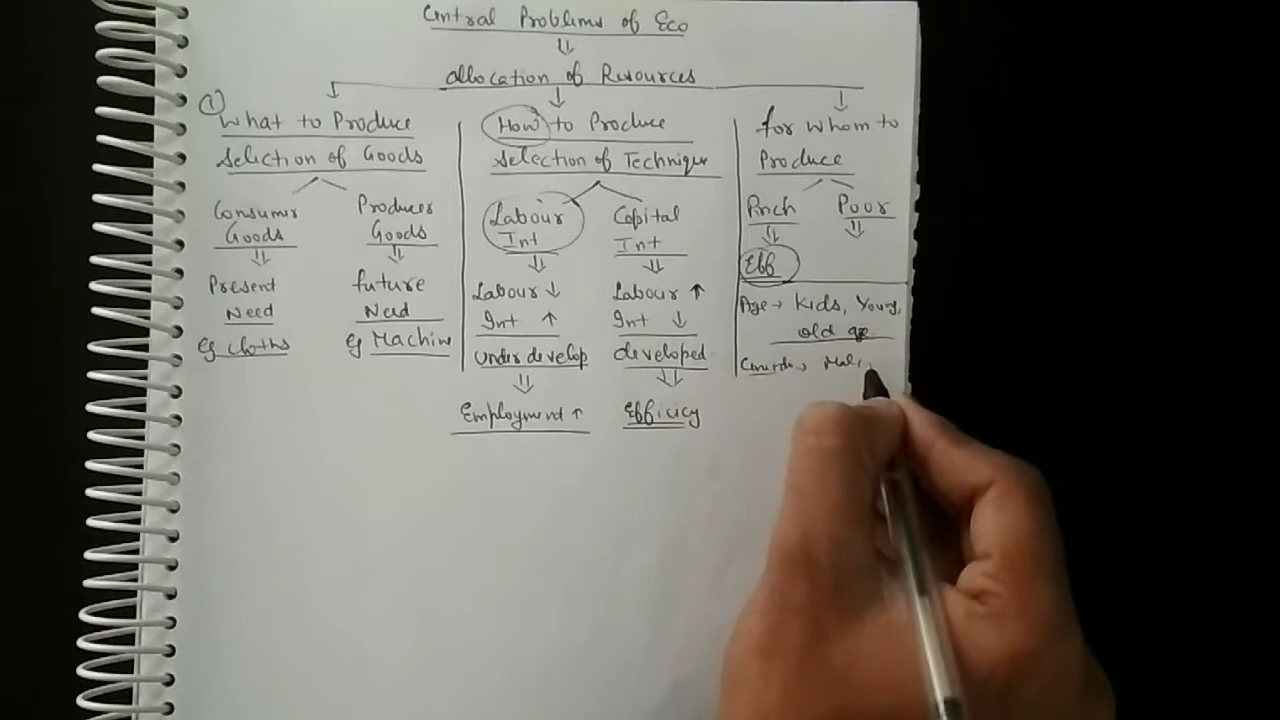 Central Problems of Eco
⇓
allocation of Resources
① What to Produce
Selection of Goods
Consumer Goods
⇓
Present Need
eg Cloths
Producer Goods
⇓
future Need
eg Machine
How to Produce
Selection of Technique
Labour Int
⇓
Labour ↓
Int ↑
Under develop
⇓
Employment ↑
Capital Int
⇓
Labour ↑
Int ↓
developed
⇓
for whom to
Produce
Rich
⇓
Eff
Poor
⇓
Age → Kids, Young,
old age